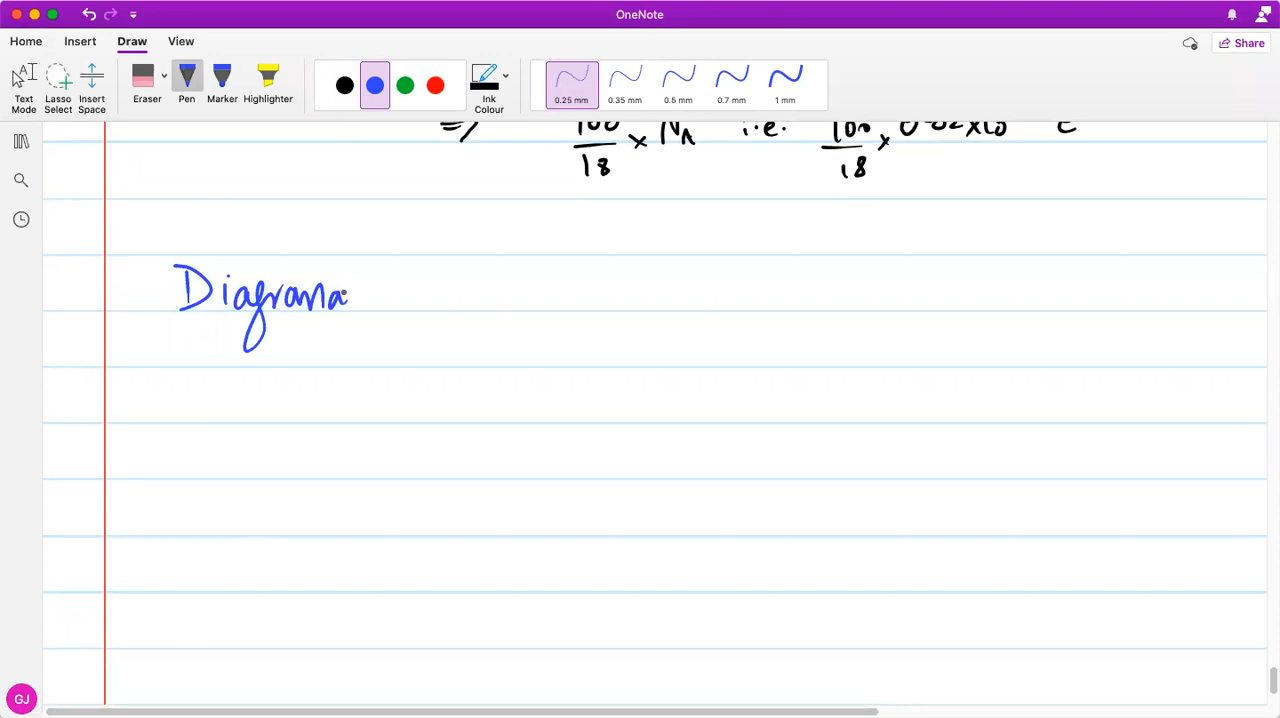 OneNote
Home Insert Draw View
Share
Text Mode
Lasso Select
Insert Space
Eraser
Pen
Marker
Highlighter
Ink Colour
0.25 mm
0.35 mm
0.5 mm
0.7 mm
1 mm
=> 100/18 × NA i.e. 100/18 ×
Diagrama
GJ